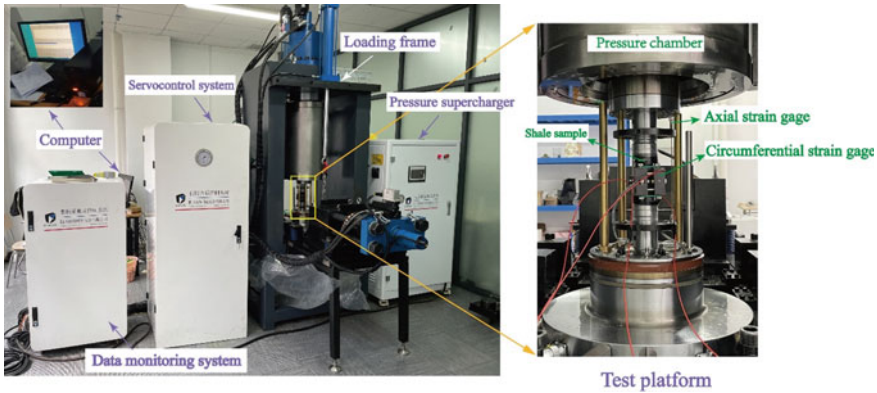 Loading frame
Servocontrol system
Pressure supercharger
Computer
Data monitoring system
Pressure chamber
Axial strain gage
Shale sample
Circumferential strain gage
Test platform